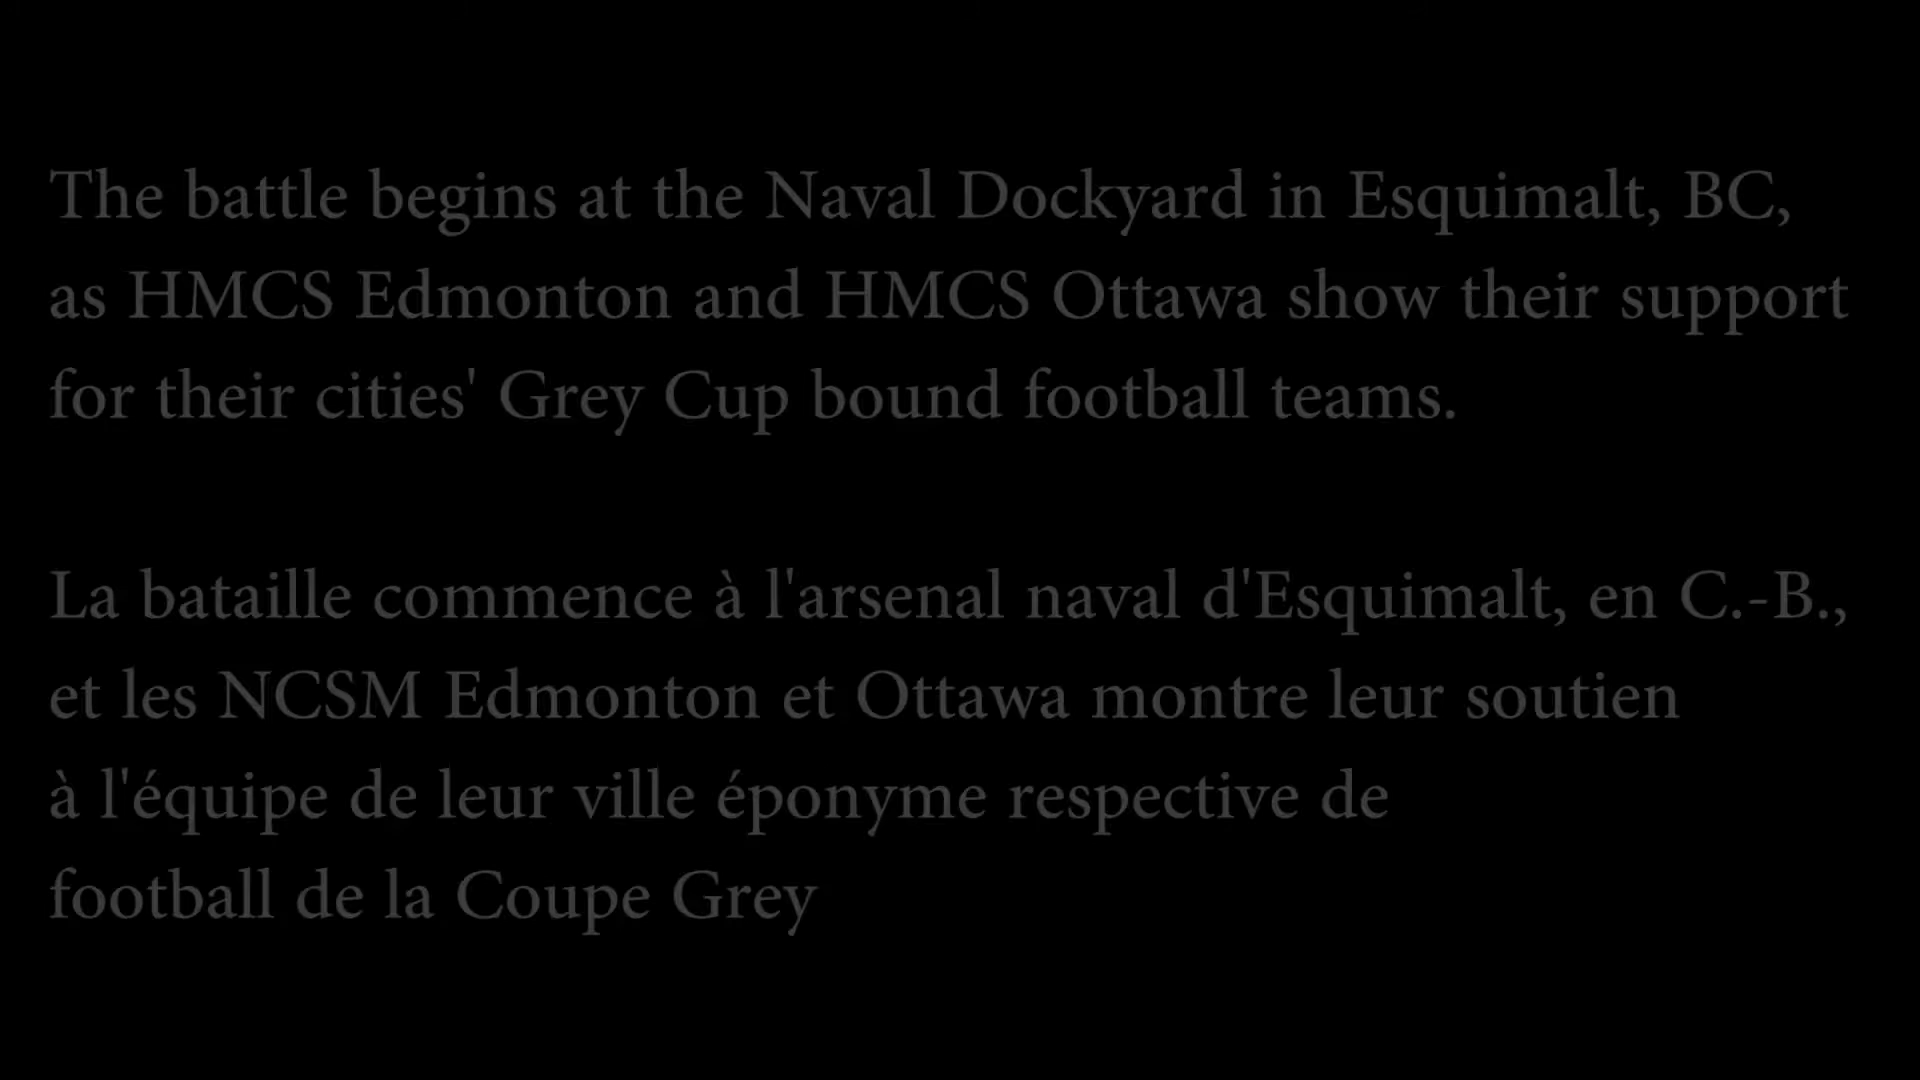 The battle begins at the Naval Dockyard in Esquimalt, BC,
as HMCS Edmonton and HMCS Ottawa show their support
for their cities' Grey Cup bound football teams.
La bataille commence à l'arsenal naval d'Esquimalt, en C.-B.,
et les NCSM Edmonton et Ottawa montre leur soutien
à l'équipe de leur ville éponyme respective de
football de la Coupe Grey